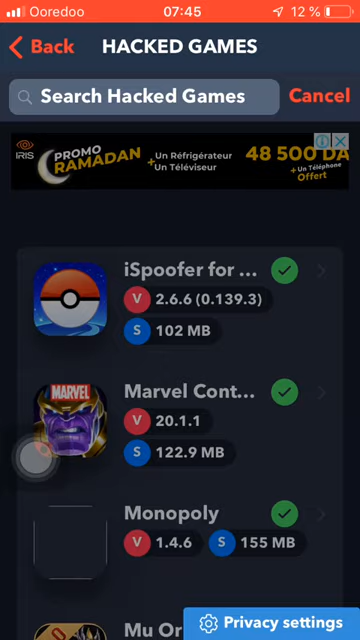 Ooredoo 07:45 12 %
Back HACKED GAMES
Search Hacked Games Cancel
IRIS PROMO RAMADAN +Un Réfrigérateur Un Téléviseur 48 500 DA +Un Téléphone Offert
iSpoofer for ...
V 2.6.6 (0.139.3)
S 102 MB
MARVEL
Marvel Cont...
V 20.1.1
S 122.9 MB
Monopoly
V 1.4.6 S 155 MB
Mu Or
Privacy settings